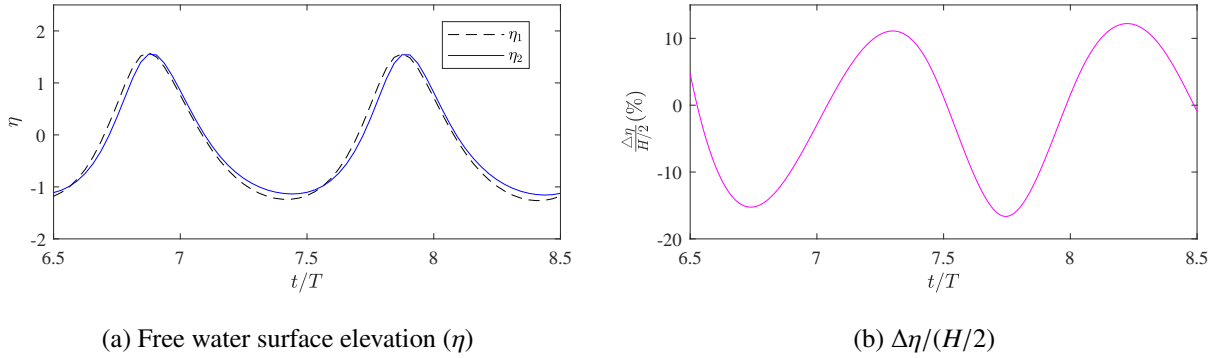 2
1
0
-1
-2
η
6.5 7 7.5 8 8.5
t/T
η1
η2
10
0
-10
-20
Δη/H/2 (%)
6.5 7 7.5 8 8.5
t/T
(a) Free water surface elevation (η)
(b) Δη/(H/2)